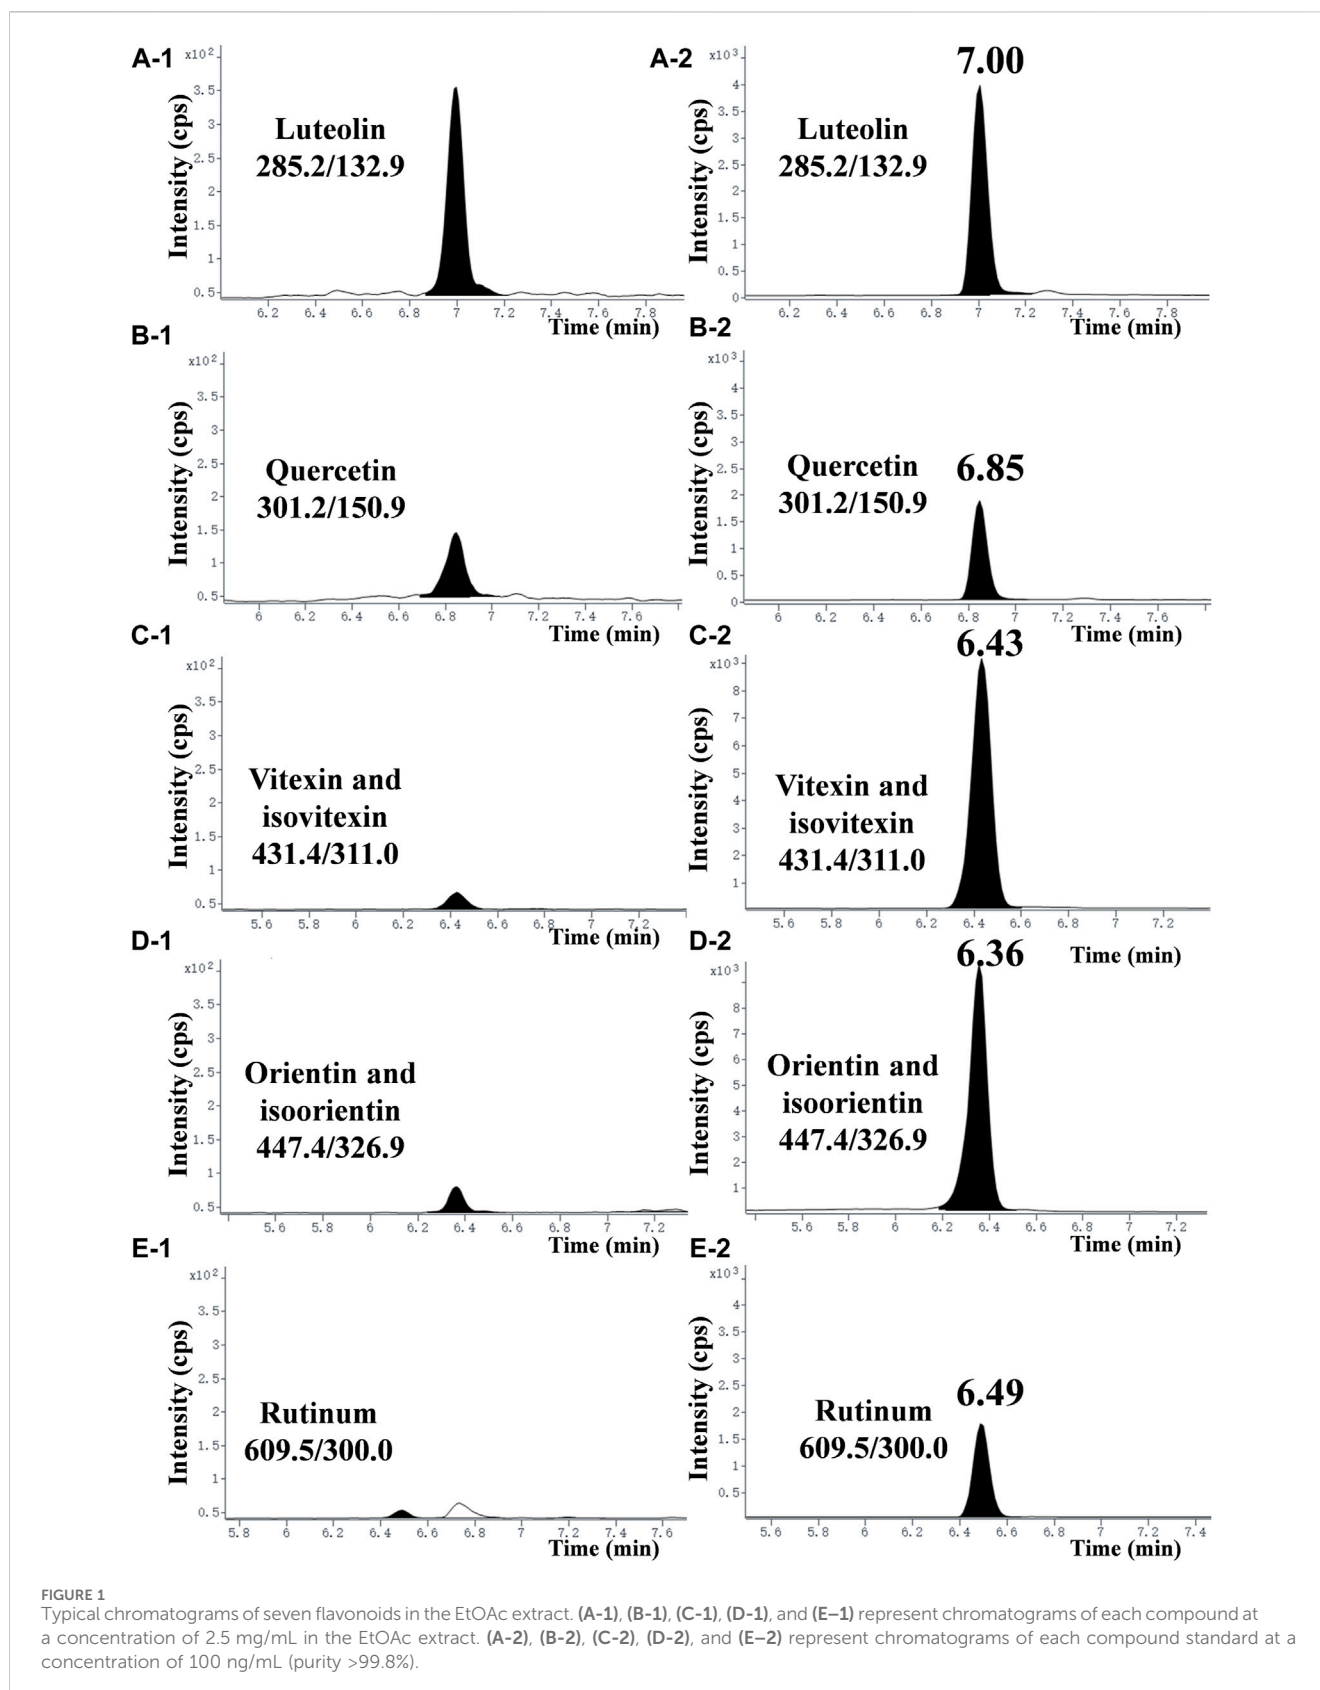 A-1
x10²
Intensity (cps)
3.5
3
2.5
2
1.5
1
0.5
Luteolin
285.2/132.9
6.2 6.4 6.6 6.8 7 7.2 7.4 7.6 7.8
Time (min)
A-2
x10³
Intensity (cps)
4
3.5
3
2.5
2
1.5
1
0.5
0
7.00
Luteolin
285.2/132.9
6.2 6.4 6.6 6.8 7 7.2 7.4 7.6 7.8
Time (min)
B-1
x10²
Intensity (cps)
3.5
3
2.5
2
1.5
1
0.5
Quercetin
301.2/150.9
6 6.2 6.4 6.6 6.8 7 7.2 7.4 7.6
Time (min)
B-2
x10³
Intensity (cps)
4
3.5
3
2.5
2
1.5
1
0.5
0
6.85
Quercetin
301.2/150.9
6 6.2 6.4 6.6 6.8 7 7.2 7.4 7.6
Time (min)
C-1
x10²
Intensity (cps)
3.5
3
2.5
2
1.5
1
0.5
Vitexin and
isovitexin
431.4/311.0
5.6 5.8 6 6.2 6.4 6.6 6.8 7 7.2
Time (min)
C-2
x10³
Intensity (cps)
8
7
6
5
4
3
2
1
6.43
Vitexin and
isovitexin
431.4/311.0
5.6 5.8 6 6.2 6.4 6.6 6.8 7 7.2
Time (min)
D-1
x10²
Intensity (cps)
3.5
3
2.5
2
1.5
1
0.5
Orientin and
isoorientin
447.4/326.9
5.6 5.8 6 6.2 6.4 6.6 6.8 7 7.2
Time (min)
D-2
x10³
Intensity (cps)
8
7
6
5
4
3
2
1
6.36
Orientin and
isoorientin
447.4/326.9
5.6 5.8 6 6.2 6.4 6.6 6.8 7 7.2
Time (min)
E-1
x10²
Intensity (cps)
3.5
3
2.5
2
1.5
1
0.5
Rutinum
609.5/300.0
5.8 6 6.2 6.4 6.6 6.8 7 7.2 7.4 7.6
Time (min)
E-2
x10³
Intensity (cps)
4
3.5
3
2.5
2
1.5
1
0.5
6.49
Rutinum
609.5/300.0
5.6 5.8 6 6.2 6.4 6.6 6.8 7 7.2 7.4
Time (min)
FIGURE 1
Typical chromatograms of seven flavonoids in the EtOAc extract. (A-1), (B-1), (C-1), (D-1), and (E–1) represent chromatograms of each compound at
a concentration of 2.5 mg/mL in the EtOAc extract. (A-2), (B-2), (C-2), (D-2), and (E–2) represent chromatograms of each compound standard at a
concentration of 100 ng/mL (purity >99.8%).